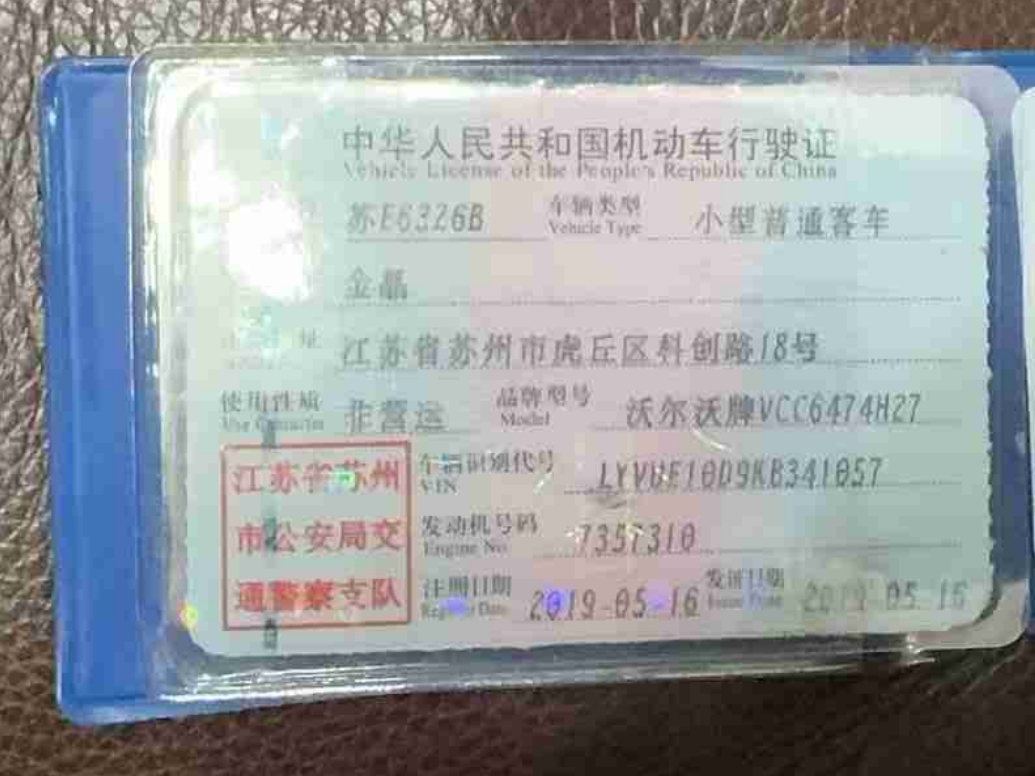 中华人民共和国机动车行驶证
Vehicle License of the People's Republic of China
苏E6326B 车辆类型 Vehicle Type 小型普通客车
金晶
址 江苏省苏州市虎丘区科创路18号
使用性质 Use Character 非营运 品牌型号 Model 沃尔沃牌VCC6474H27
江苏省苏州 车辆识别代号 VIN LYVUF10D9KB341057
市公安局交 发动机号码 Engine No 7357310
通警察支队 注册日期 Register Date 2019-05-16 发证日期 Issue Date 2019-05-16